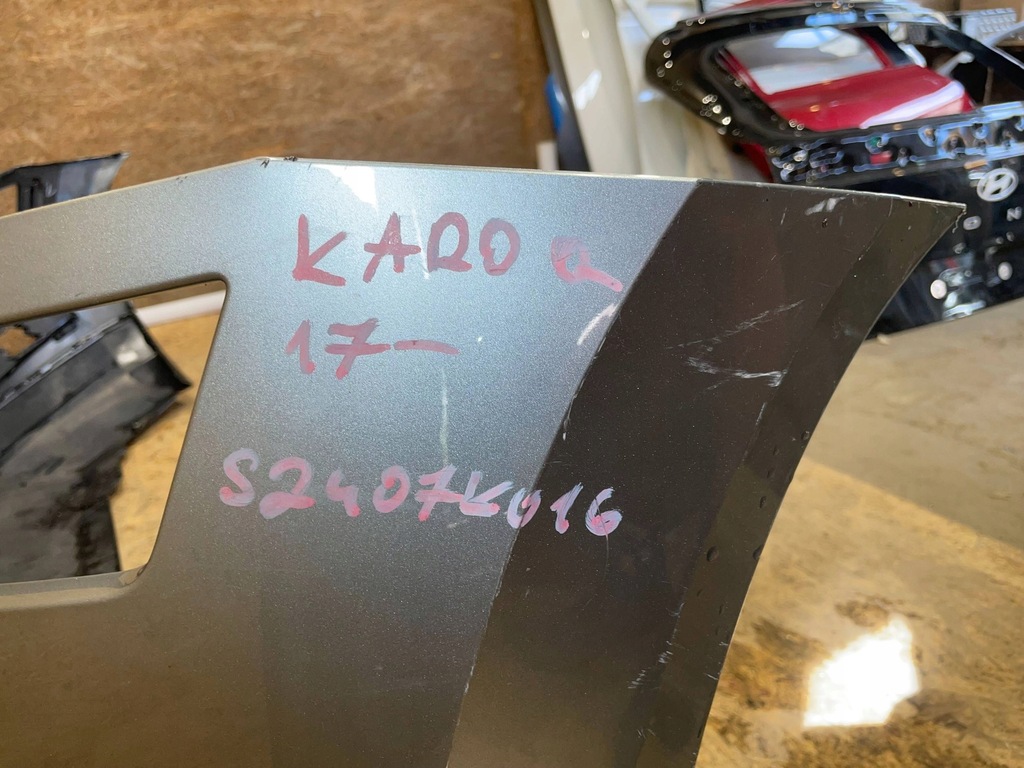 KAROQ
17-
S2407K016
O N